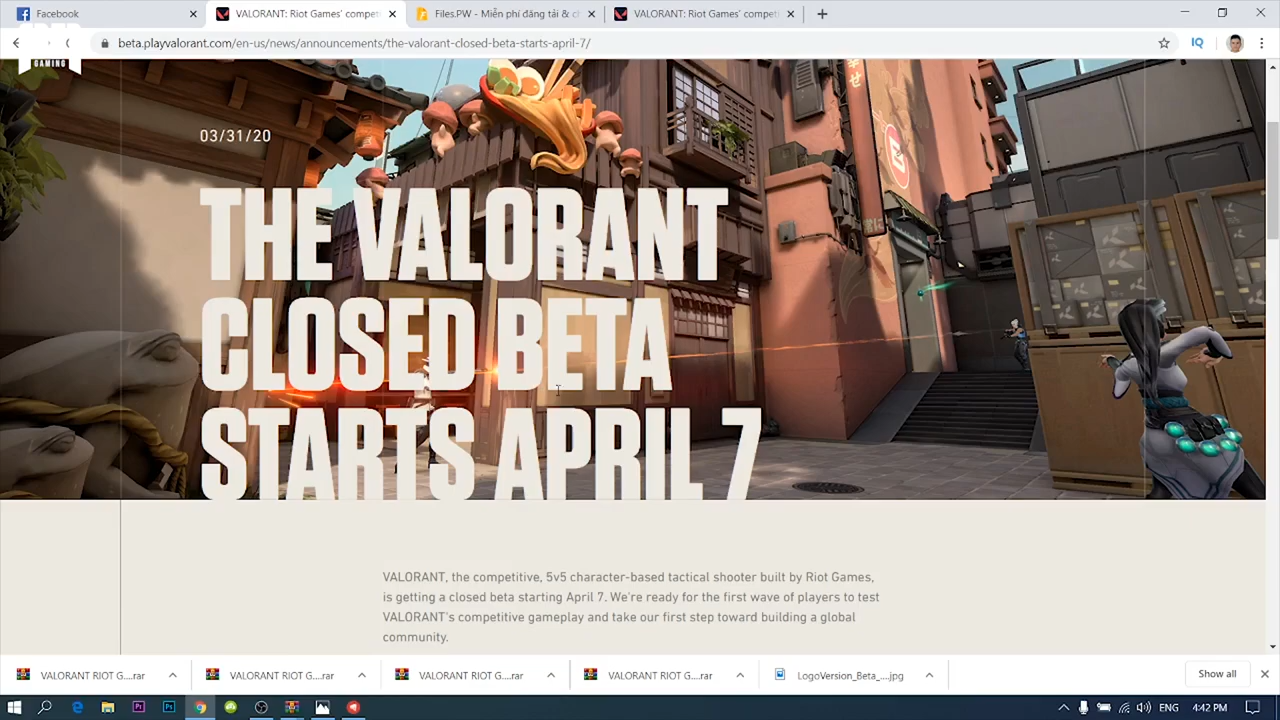 Facebook
VALORANT: Riot Games' compet
Files.PW - Miễn phí đăng tải & c
VALORANT: Riot Games' compet
beta.playvalorant.com/en-us/news/announcements/the-valorant-closed-beta-starts-april-7/
IQ
GAMING
03/31/20
THE VALORANT
CLOSED BETA
STARTS APRIL 7
VALORANT, the competitive, 5v5 character-based tactical shooter built by Riot Games,
is getting a closed beta starting April 7. We're ready for the first wave of players to test
VALORANT's competitive gameplay and take our first step toward building a global
community.
VALORANT RIOT G....rar
VALORANT RIOT G....rar
VALORANT RIOT G....rar
VALORANT RIOT G....rar
LogoVersion_Beta_....jpg
Show all
Pr
Ps
ENG
4:42 PM